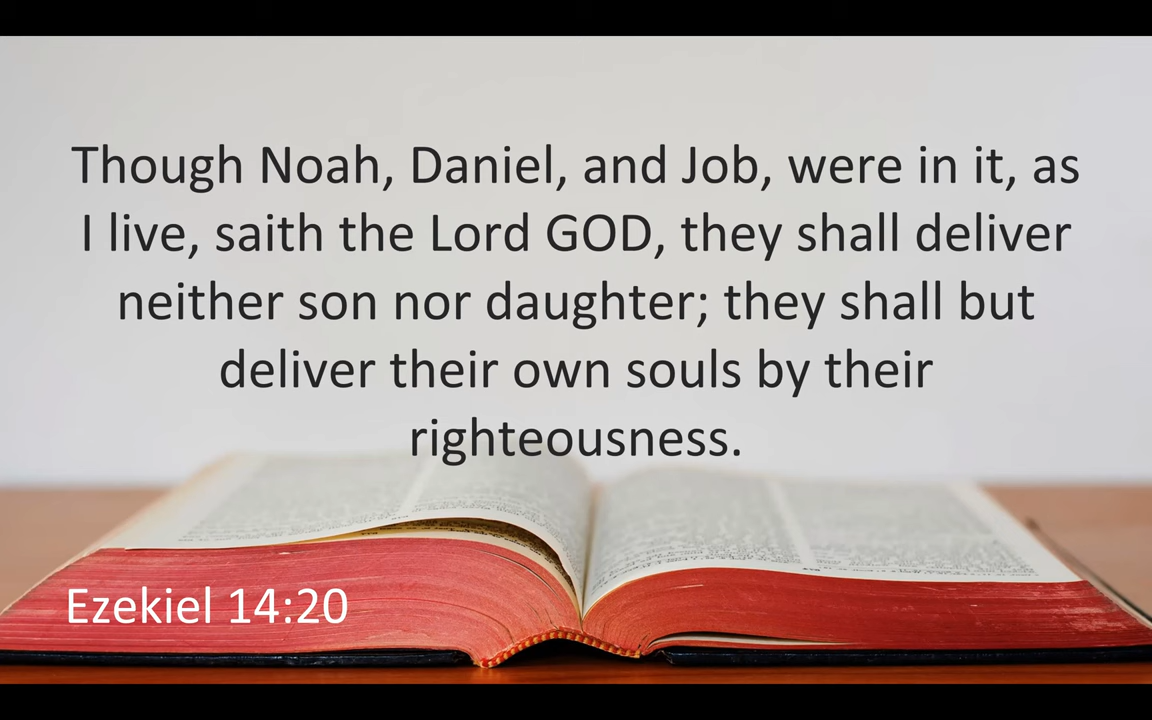 Though Noah, Daniel, and Job, were in it, as
I live, saith the Lord GOD, they shall deliver
neither son nor daughter; they shall but
deliver their own souls by their
righteousness.
Ezekiel 14:20